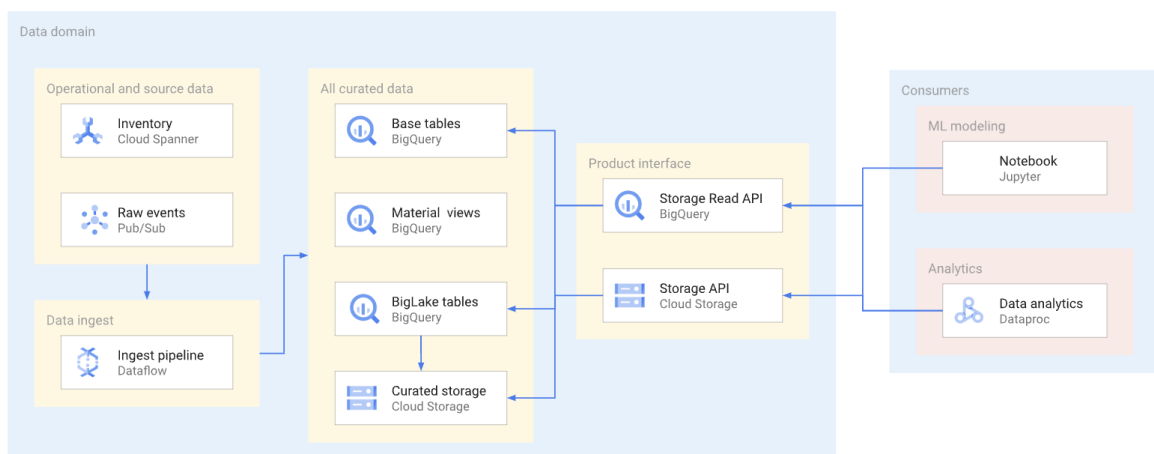 Data domain
Operational and source data
Inventory
Cloud Spanner
Raw events
Pub/Sub
Data ingest
Ingest pipeline
Dataflow
All curated data
Base tables
BigQuery
Material views
BigQuery
BigLake tables
BigQuery
Curated storage
Cloud Storage
Product interface
Storage Read API
BigQuery
Storage API
Cloud Storage
Consumers
ML modeling
Notebook
Jupyter
Analytics
Data analytics
Dataproc